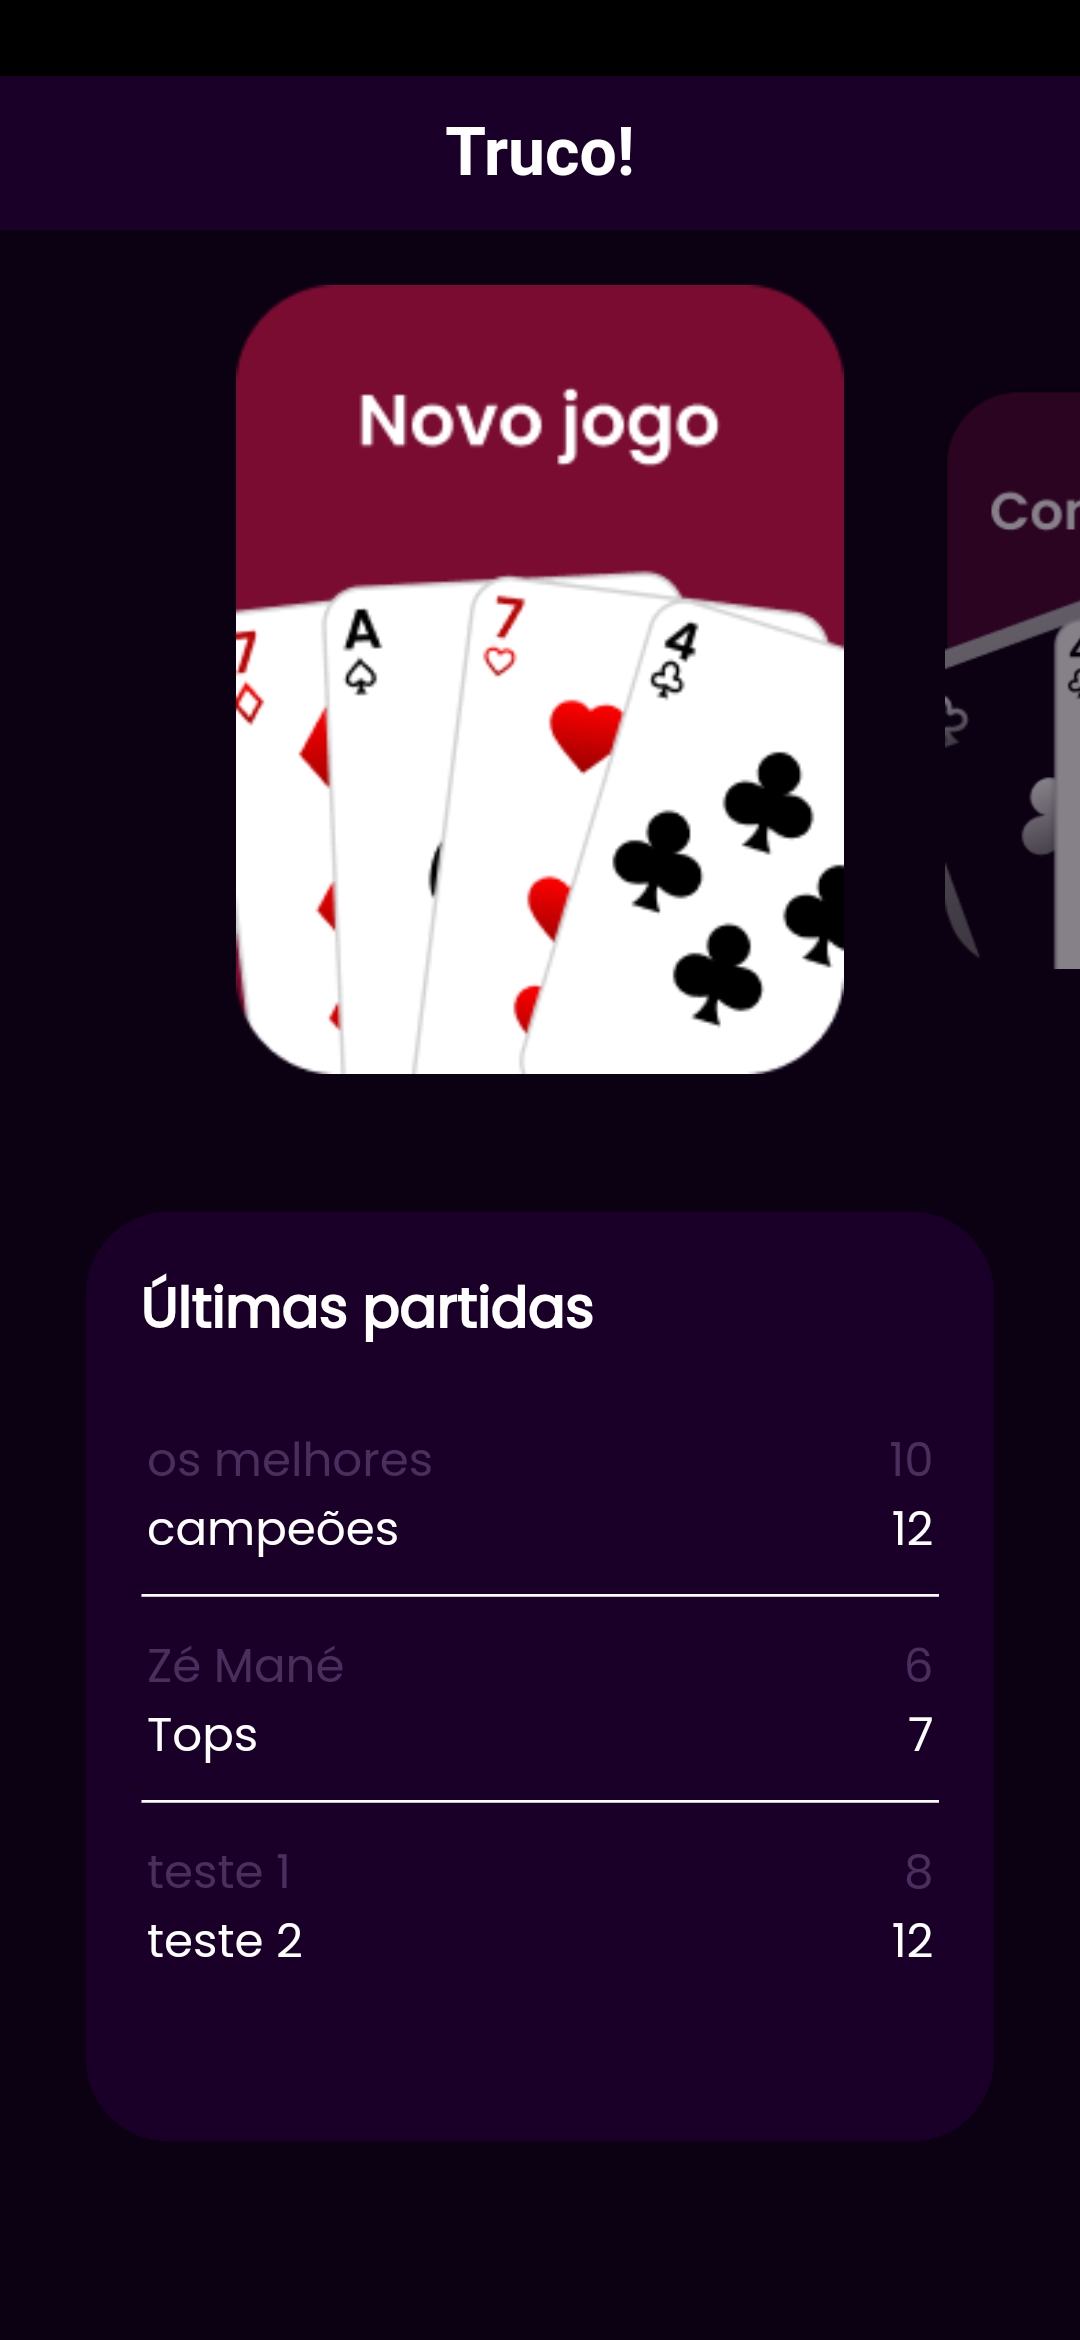 Truco!
Novo jogo
7
A
7
4
Últimas partidas
os melhores 10
campeões 12
Zé Mané 6
Tops 7
teste 1 8
teste 2 12